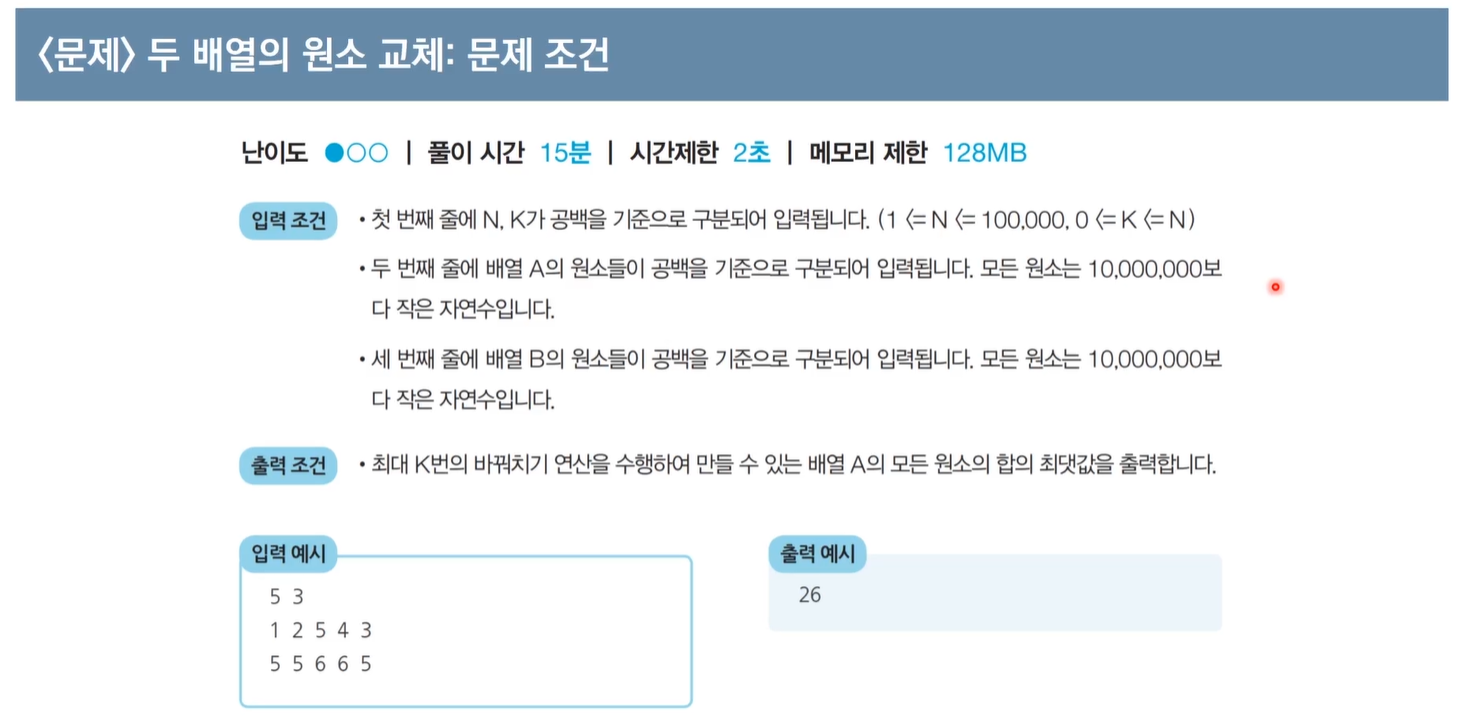 〈문제〉 두 배열의 원소 교체: 문제 조건
난이도 ●○○ | 풀이 시간 15분 | 시간제한 2초 | 메모리 제한 128MB
입력 조건 • 첫 번째 줄에 N, K가 공백을 기준으로 구분되어 입력됩니다. (1 <= N <= 100,000, 0 <= K <= N)
• 두 번째 줄에 배열 A의 원소들이 공백을 기준으로 구분되어 입력됩니다. 모든 원소는 10,000,000보
다 작은 자연수입니다.
• 세 번째 줄에 배열 B의 원소들이 공백을 기준으로 구분되어 입력됩니다. 모든 원소는 10,000,000보
다 작은 자연수입니다.
출력 조건 • 최대 K번의 바꿔치기 연산을 수행하여 만들 수 있는 배열 A의 모든 원소의 합의 최댓값을 출력합니다.
입력 예시
5 3
1 2 5 4 3
5 5 6 6 5
출력 예시
26